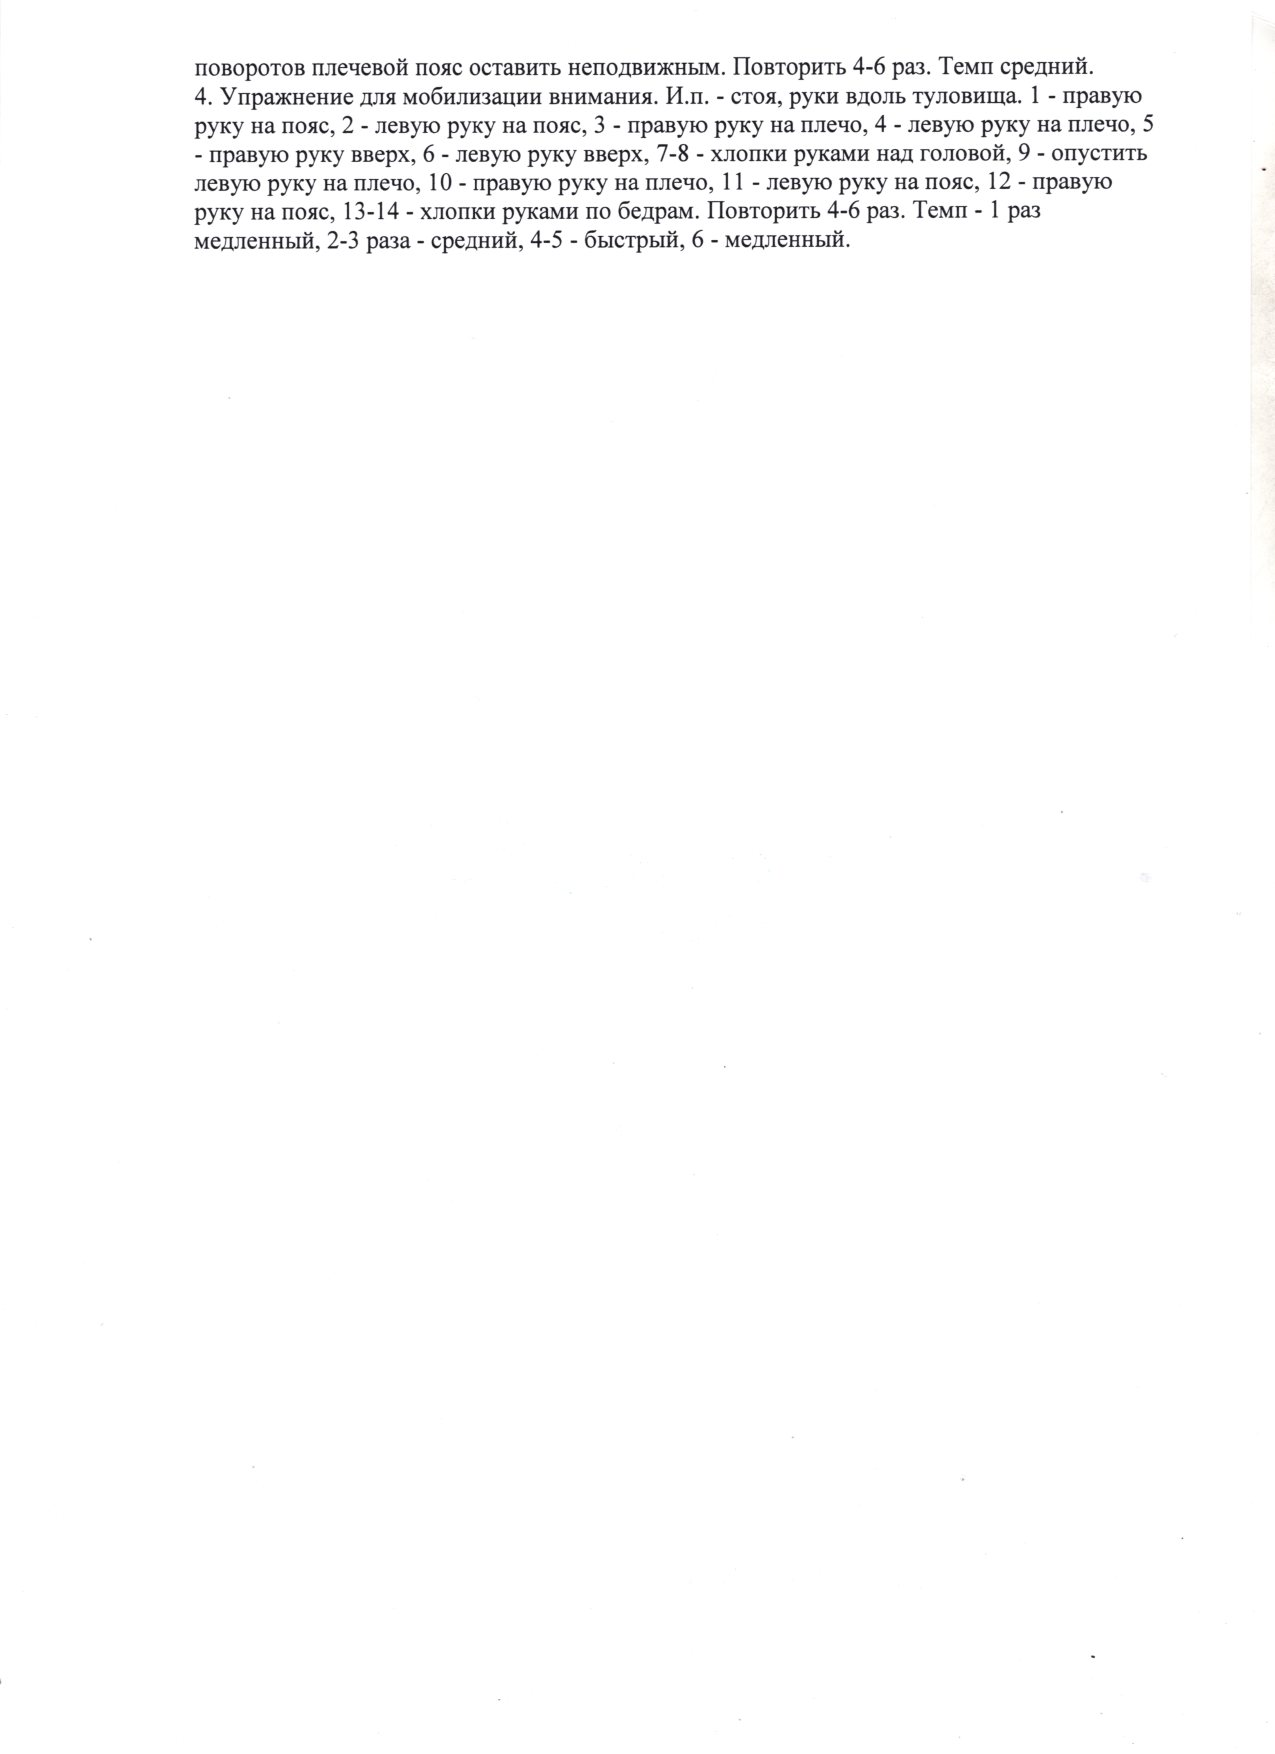 поворотов плечевой пояс оставить неподвижным. Повторить 4-6 раз. Темп средний.
4. Упражнение для мобилизации внимания. И.п. - стоя, руки вдоль туловища. 1 - правую
руку на пояс, 2 - левую руку на пояс, 3 - правую руку на плечо, 4 - левую руку на плечо, 5
- правую руку вверх, 6 - левую руку вверх, 7-8 - хлопки руками над головой, 9 - опустить
левую руку на плечо, 10 - правую руку на плечо, 11 - левую руку на пояс, 12 - правую
руку на пояс, 13-14 - хлопки руками по бедрам. Повторить 4-6 раз. Темп - 1 раз
медленный, 2-3 раза - средний, 4-5 - быстрый, 6 - медленный.